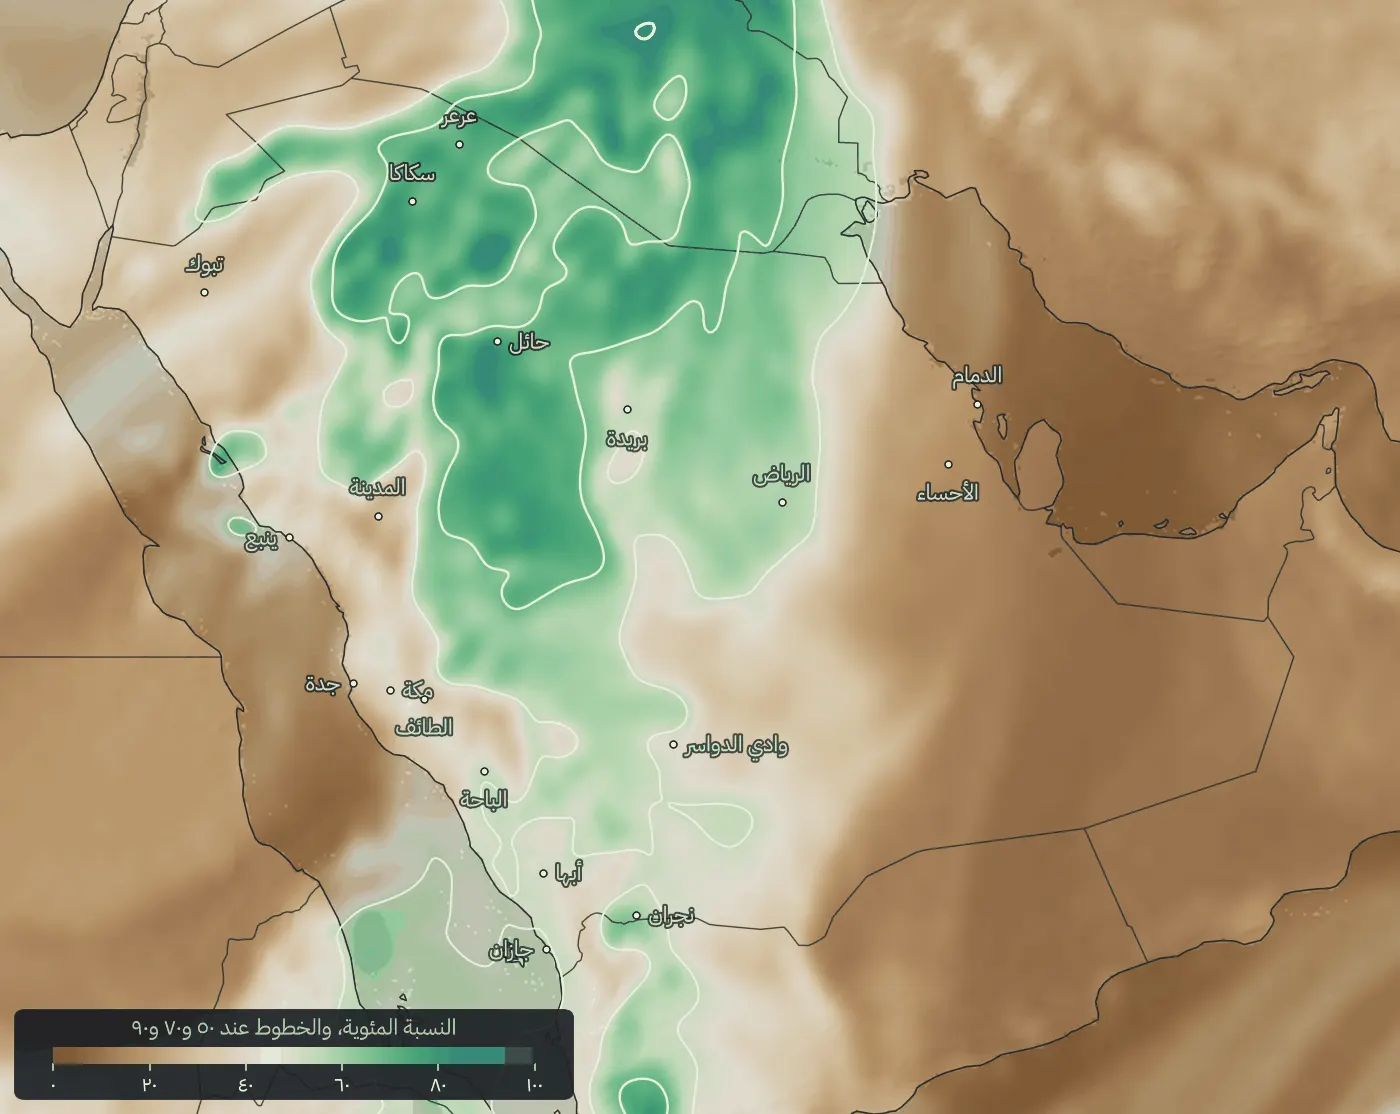 عرعر
سكاكا
تبوك
حائل
الدمام
بريدة
الرياض
المدينة
الأحساء
ينبع
جدة
مكة
الطائف
وادي الدواسر
الباحة
أبها
نجران
جازان
النسبة المئوية، والخطوط عند ٥٠ و٧٠ و٩٠
٠ ٢٠ ٤٠ ٦٠ ٨٠ ١٠٠